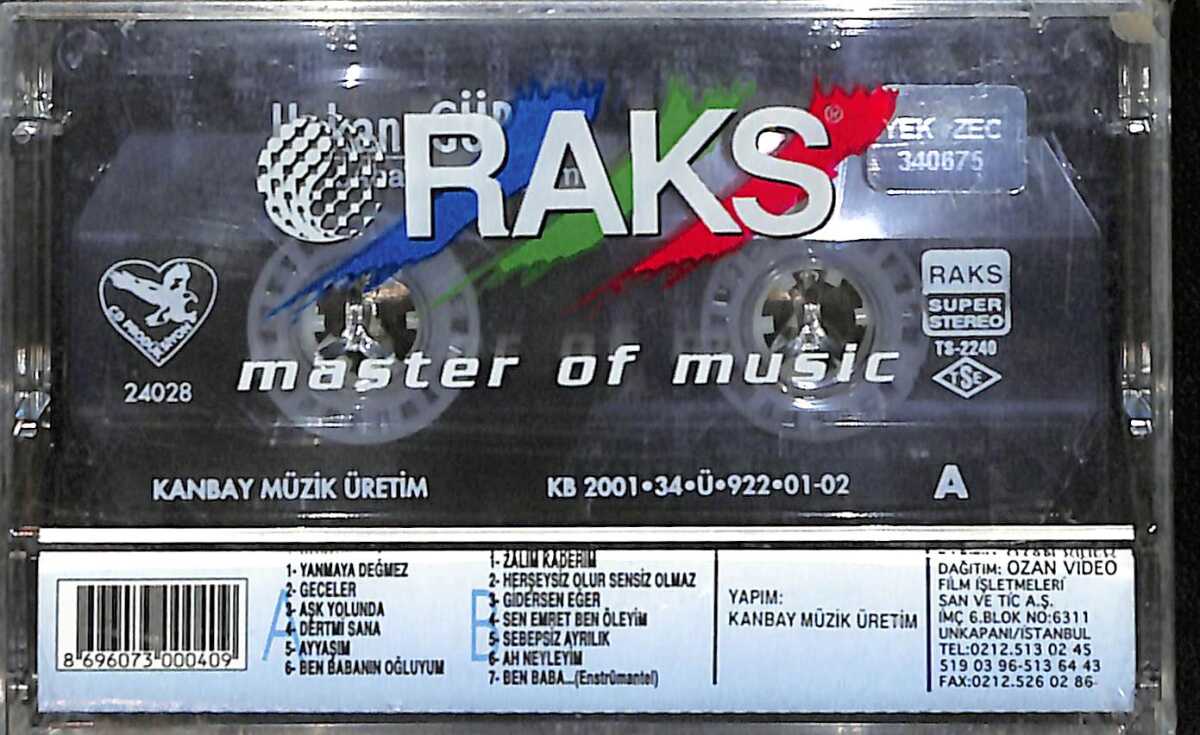 Hakan GÜR
RAKS®
YEK ZEC
340675
RAKS
SUPER
STEREO
TS-2240
TSE
24028
master of music
KANBAY MÜZİK ÜRETİM
KB 2001•34•Ü•922•01-02
A
8 696073 000409
A
1- YANMAYA DEĞMEZ
2- GECELER
3- AŞK YOLUNDA
4- DERTMİ SANA
5- AYYAŞIM
6- BEN BABANIN OĞLUYUM
B
1- ZALIM KADERİM
2- HERŞEYSİZ OLUR SENSİZ OLMAZ
3- GİDERSEN EĞER
4- SEN EMRET BEN ÖLEYİM
5- SEBEPSİZ AYRILIK
6- AH NEYLEYİM
7- BEN BABA...(Enstrümantel)
YAPIM:
KANBAY MÜZİK ÜRETİM
DAĞITIM: OZAN VİDEO
FİLM İŞLETMELERİ
SAN VE TİC A.Ş.
İMÇ 6.BLOK NO:6311
UNKAPANI/İSTANBUL
TEL:0212.513 02 45
519 03 96-513 64 43
FAX:0212.526 02 86